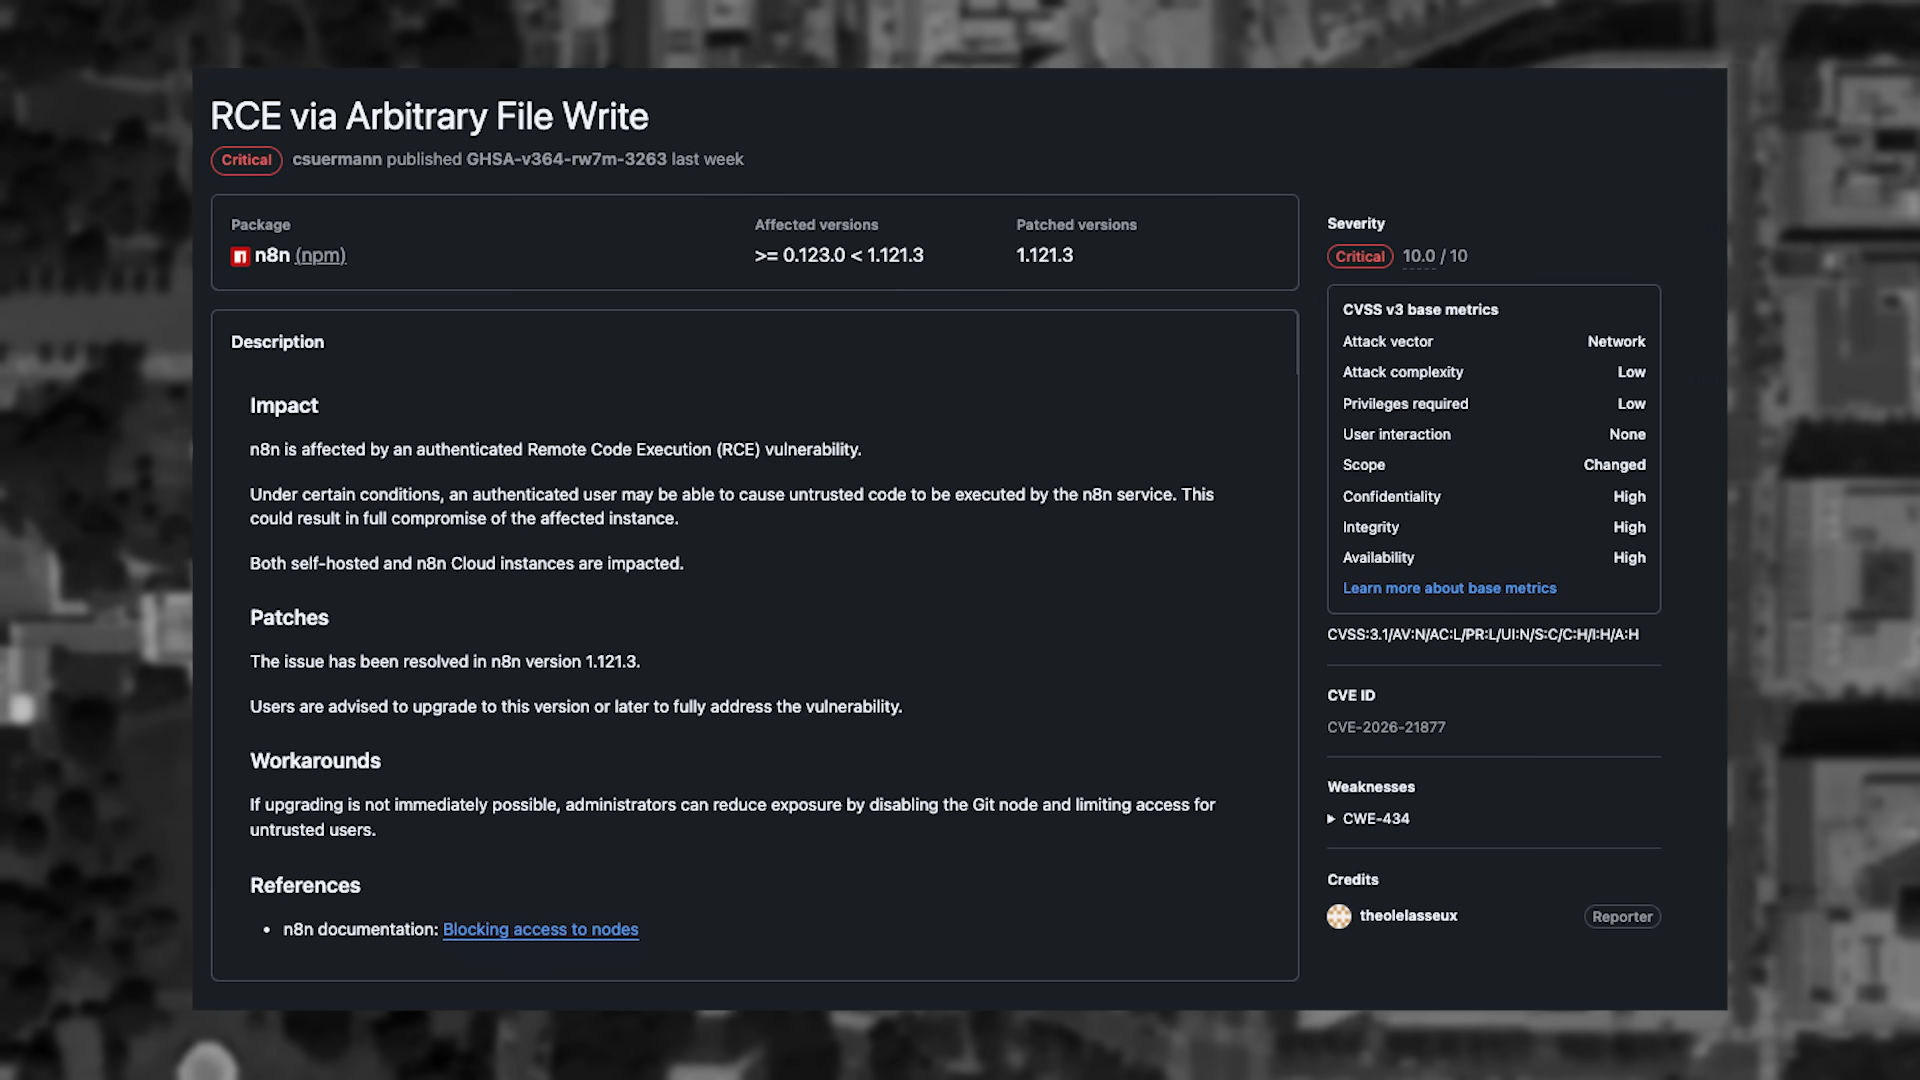 RCE via Arbitrary File Write
Critical csuermann published GHSA-v364-rw7m-3263 last week
Package Affected versions Patched versions
n8n (npm) >= 0.123.0 < 1.121.3 1.121.3
Description
Impact
n8n is affected by an authenticated Remote Code Execution (RCE) vulnerability.
Under certain conditions, an authenticated user may be able to cause untrusted code to be executed by the n8n service. This
could result in full compromise of the affected instance.
Both self-hosted and n8n Cloud instances are impacted.
Patches
The issue has been resolved in n8n version 1.121.3.
Users are advised to upgrade to this version or later to fully address the vulnerability.
Workarounds
If upgrading is not immediately possible, administrators can reduce exposure by disabling the Git node and limiting access for
untrusted users.
References
• n8n documentation: Blocking access to nodes
Severity
Critical 10.0 / 10
CVSS v3 base metrics
Attack vector Network
Attack complexity Low
Privileges required Low
User interaction None
Scope Changed
Confidentiality High
Integrity High
Availability High
Learn more about base metrics
CVSS:3.1/AV:N/AC:L/PR:L/UI:N/S:C/C:H/I:H/A:H
CVE ID
CVE-2026-21877
Weaknesses
CWE-434
Credits
theolelasseux Reporter